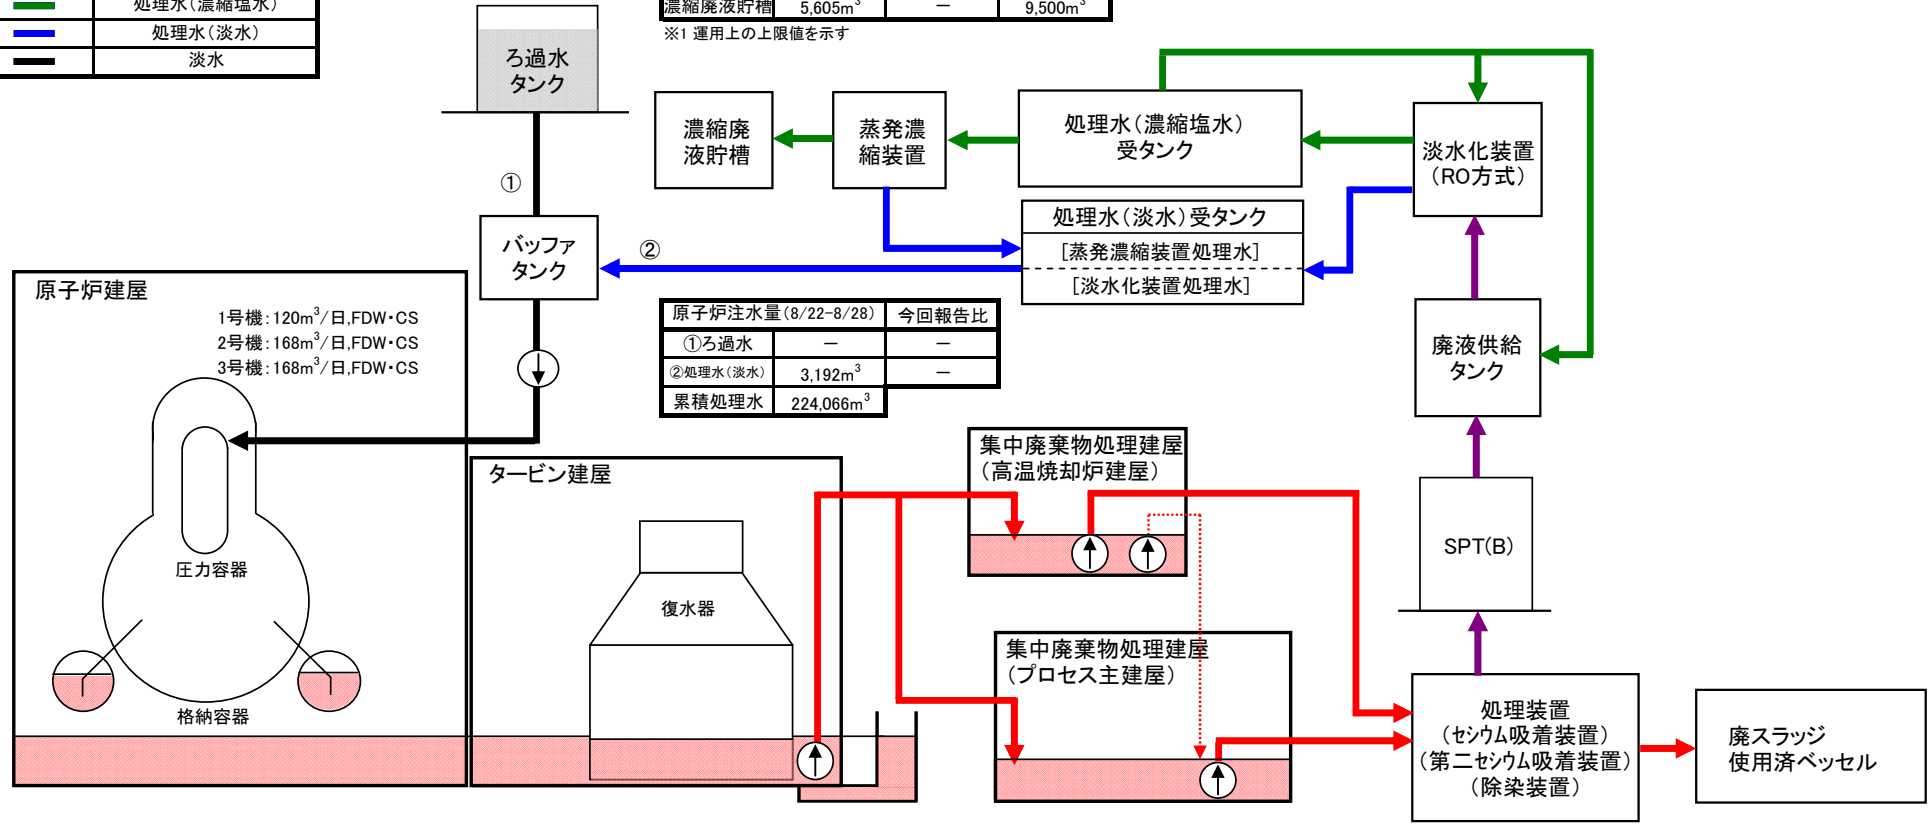 処理水(濃縮塩水)
処理水(淡水)
淡水
濃縮廃液貯槽 5,605m³ － 9,500m³
※1 運用上の上限値を示す
ろ過水
タンク
濃縮廃
液貯槽
蒸発濃
縮装置
処理水(濃縮塩水)
受タンク
淡水化装置
(RO方式)
①
処理水(淡水)受タンク
[蒸発濃縮装置処理水]
[淡水化装置処理水]
バッファ
タンク
②
原子炉建屋
1号機:120m³/日,FDW・CS
2号機:168m³/日,FDW・CS
3号機:168m³/日,FDW・CS
原子炉注水量(8/22-8/28) 今回報告比
①ろ過水 － －
②処理水(淡水) 3,192m³ －
累積処理水 224,066m³
廃液供給
タンク
圧力容器
格納容器
タービン建屋
復水器
集中廃棄物処理建屋
(高温焼却炉建屋)
SPT(B)
集中廃棄物処理建屋
(プロセス主建屋)
処理装置
(セシウム吸着装置)
(第二セシウム吸着装置)
(除染装置)
廃スラッジ
使用済ベッセル